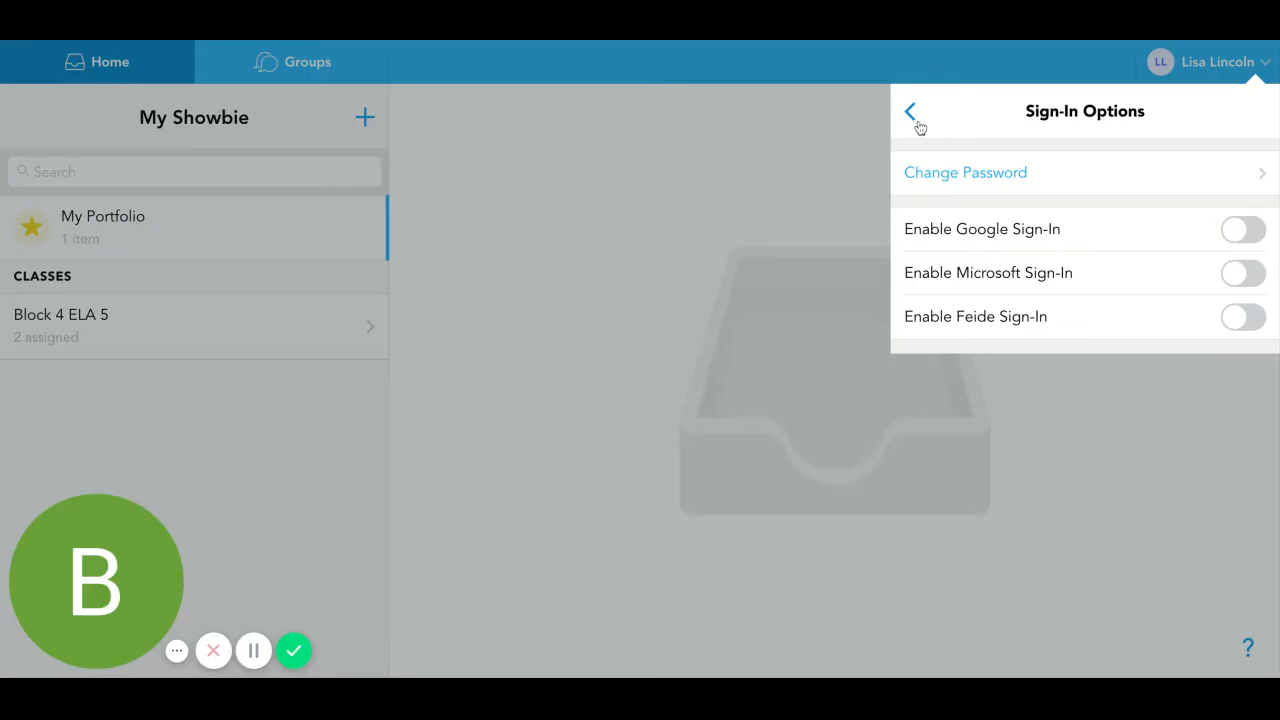 Home
Groups
LL
Lisa Lincoln
My Showbie
Sign-In Options
Search
Change Password
My Portfolio
1 item
Enable Google Sign-In
CLASSES
Enable Microsoft Sign-In
Block 4 ELA 5
2 assigned
Enable Feide Sign-In
B
?